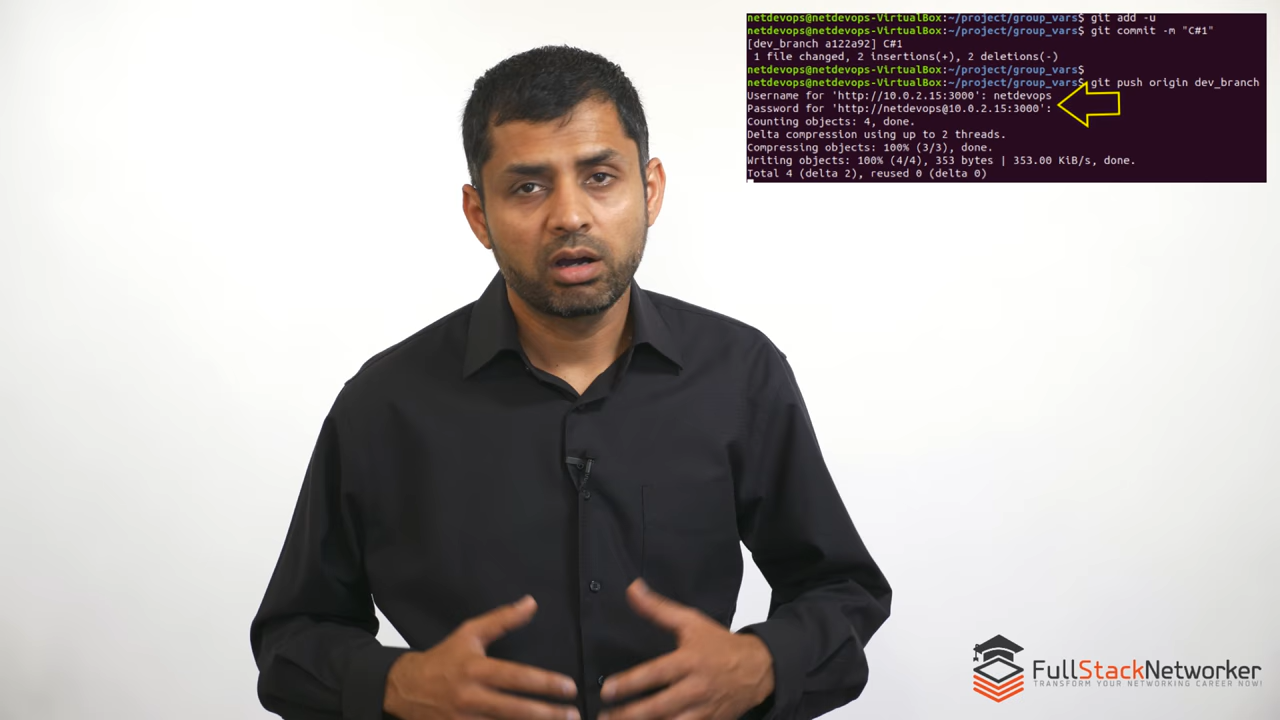 netdevops@netdevops-VirtualBox:~/project/group_vars$ git add -u
netdevops@netdevops-VirtualBox:~/project/group_vars$ git commit -m "C#1"
[dev_branch a122a92] C#1
 1 file changed, 2 insertions(+), 2 deletions(-)
netdevops@netdevops-VirtualBox:~/project/group_vars$
netdevops@netdevops-VirtualBox:~/project/group_vars$ git push origin dev_branch
Username for 'http://10.0.2.15:3000': netdevops
Password for 'http://netdevops@10.0.2.15:3000':
Counting objects: 4, done.
Delta compression using up to 2 threads.
Compressing objects: 100% (3/3), done.
Writing objects: 100% (4/4), 353 bytes | 353.00 KiB/s, done.
Total 4 (delta 2), reused 0 (delta 0)
FullStackNetworker
TRANSFORM YOUR NETWORKING CAREER NOW!